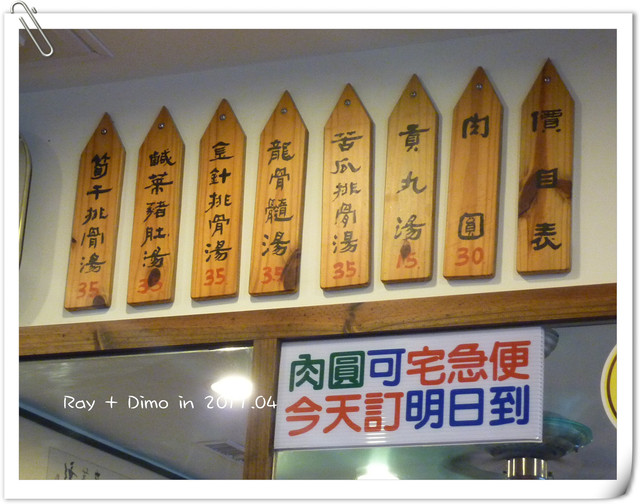 價目表
肉圓
30
貢丸湯
15
苦瓜排骨湯
35
龍骨髓湯
35
金針排骨湯
35
鹹菜豬肚湯
35
筍干排骨湯
35
肉圓可宅急便
今天訂明日到
Ray + Dimo in 2011.04